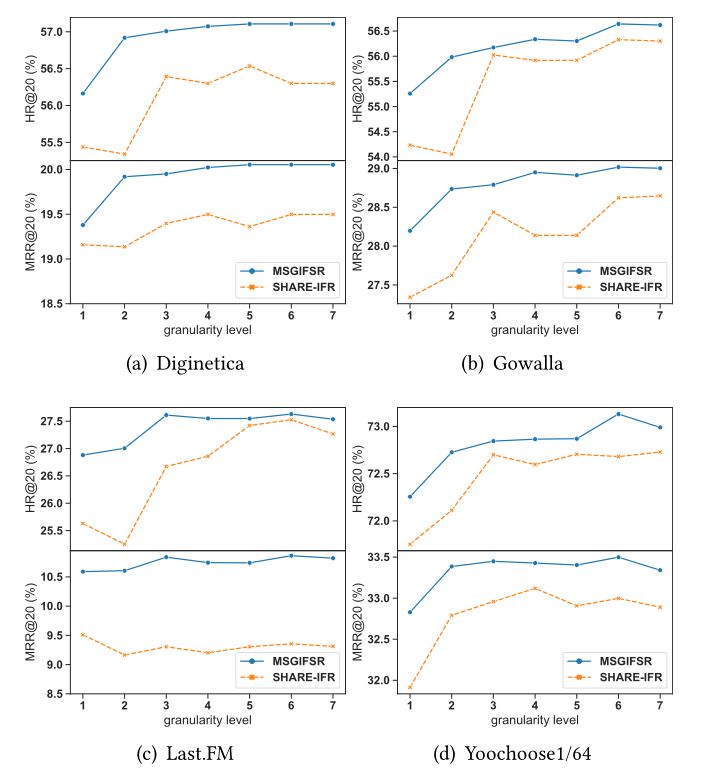 57.0
56.5
56.0
55.5
HR@20 (%)
20.0
19.5
19.0
18.5
MRR@20 (%)
MSGIFSR
SHARE-IFR
1 2 3 4 5 6 7
granularity level
(a) Diginetica
56.5
56.0
55.5
55.0
54.5
54.0
HR@20 (%)
29.0
28.5
28.0
27.5
MRR@20 (%)
MSGIFSR
SHARE-IFR
1 2 3 4 5 6 7
granularity level
(b) Gowalla
27.5
27.0
26.5
26.0
25.5
HR@20 (%)
10.5
10.0
9.5
9.0
8.5
MRR@20 (%)
MSGIFSR
SHARE-IFR
1 2 3 4 5 6 7
granularity level
(c) Last.FM
73.0
72.5
72.0
HR@20 (%)
33.5
33.0
32.5
32.0
MRR@20 (%)
MSGIFSR
SHARE-IFR
1 2 3 4 5 6 7
granularity level
(d) Yoochoose1/64